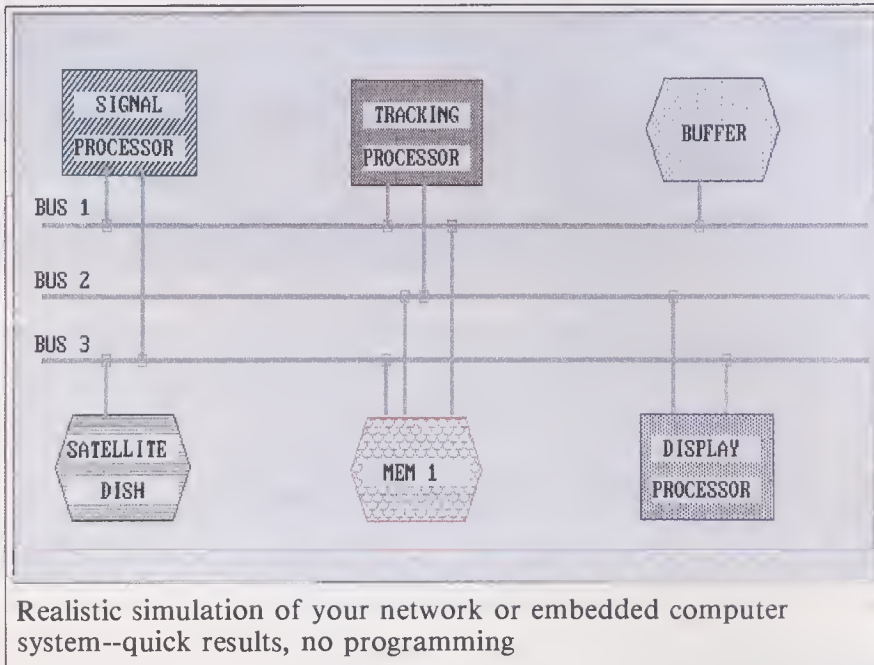 SIGNAL
PROCESSOR
TRACKING
PROCESSOR
BUFFER
BUS 1
BUS 2
BUS 3
SATELLITE
DISH
MEM 1
DISPLAY
PROCESSOR
Realistic simulation of your network or embedded computer
system--quick results, no programming